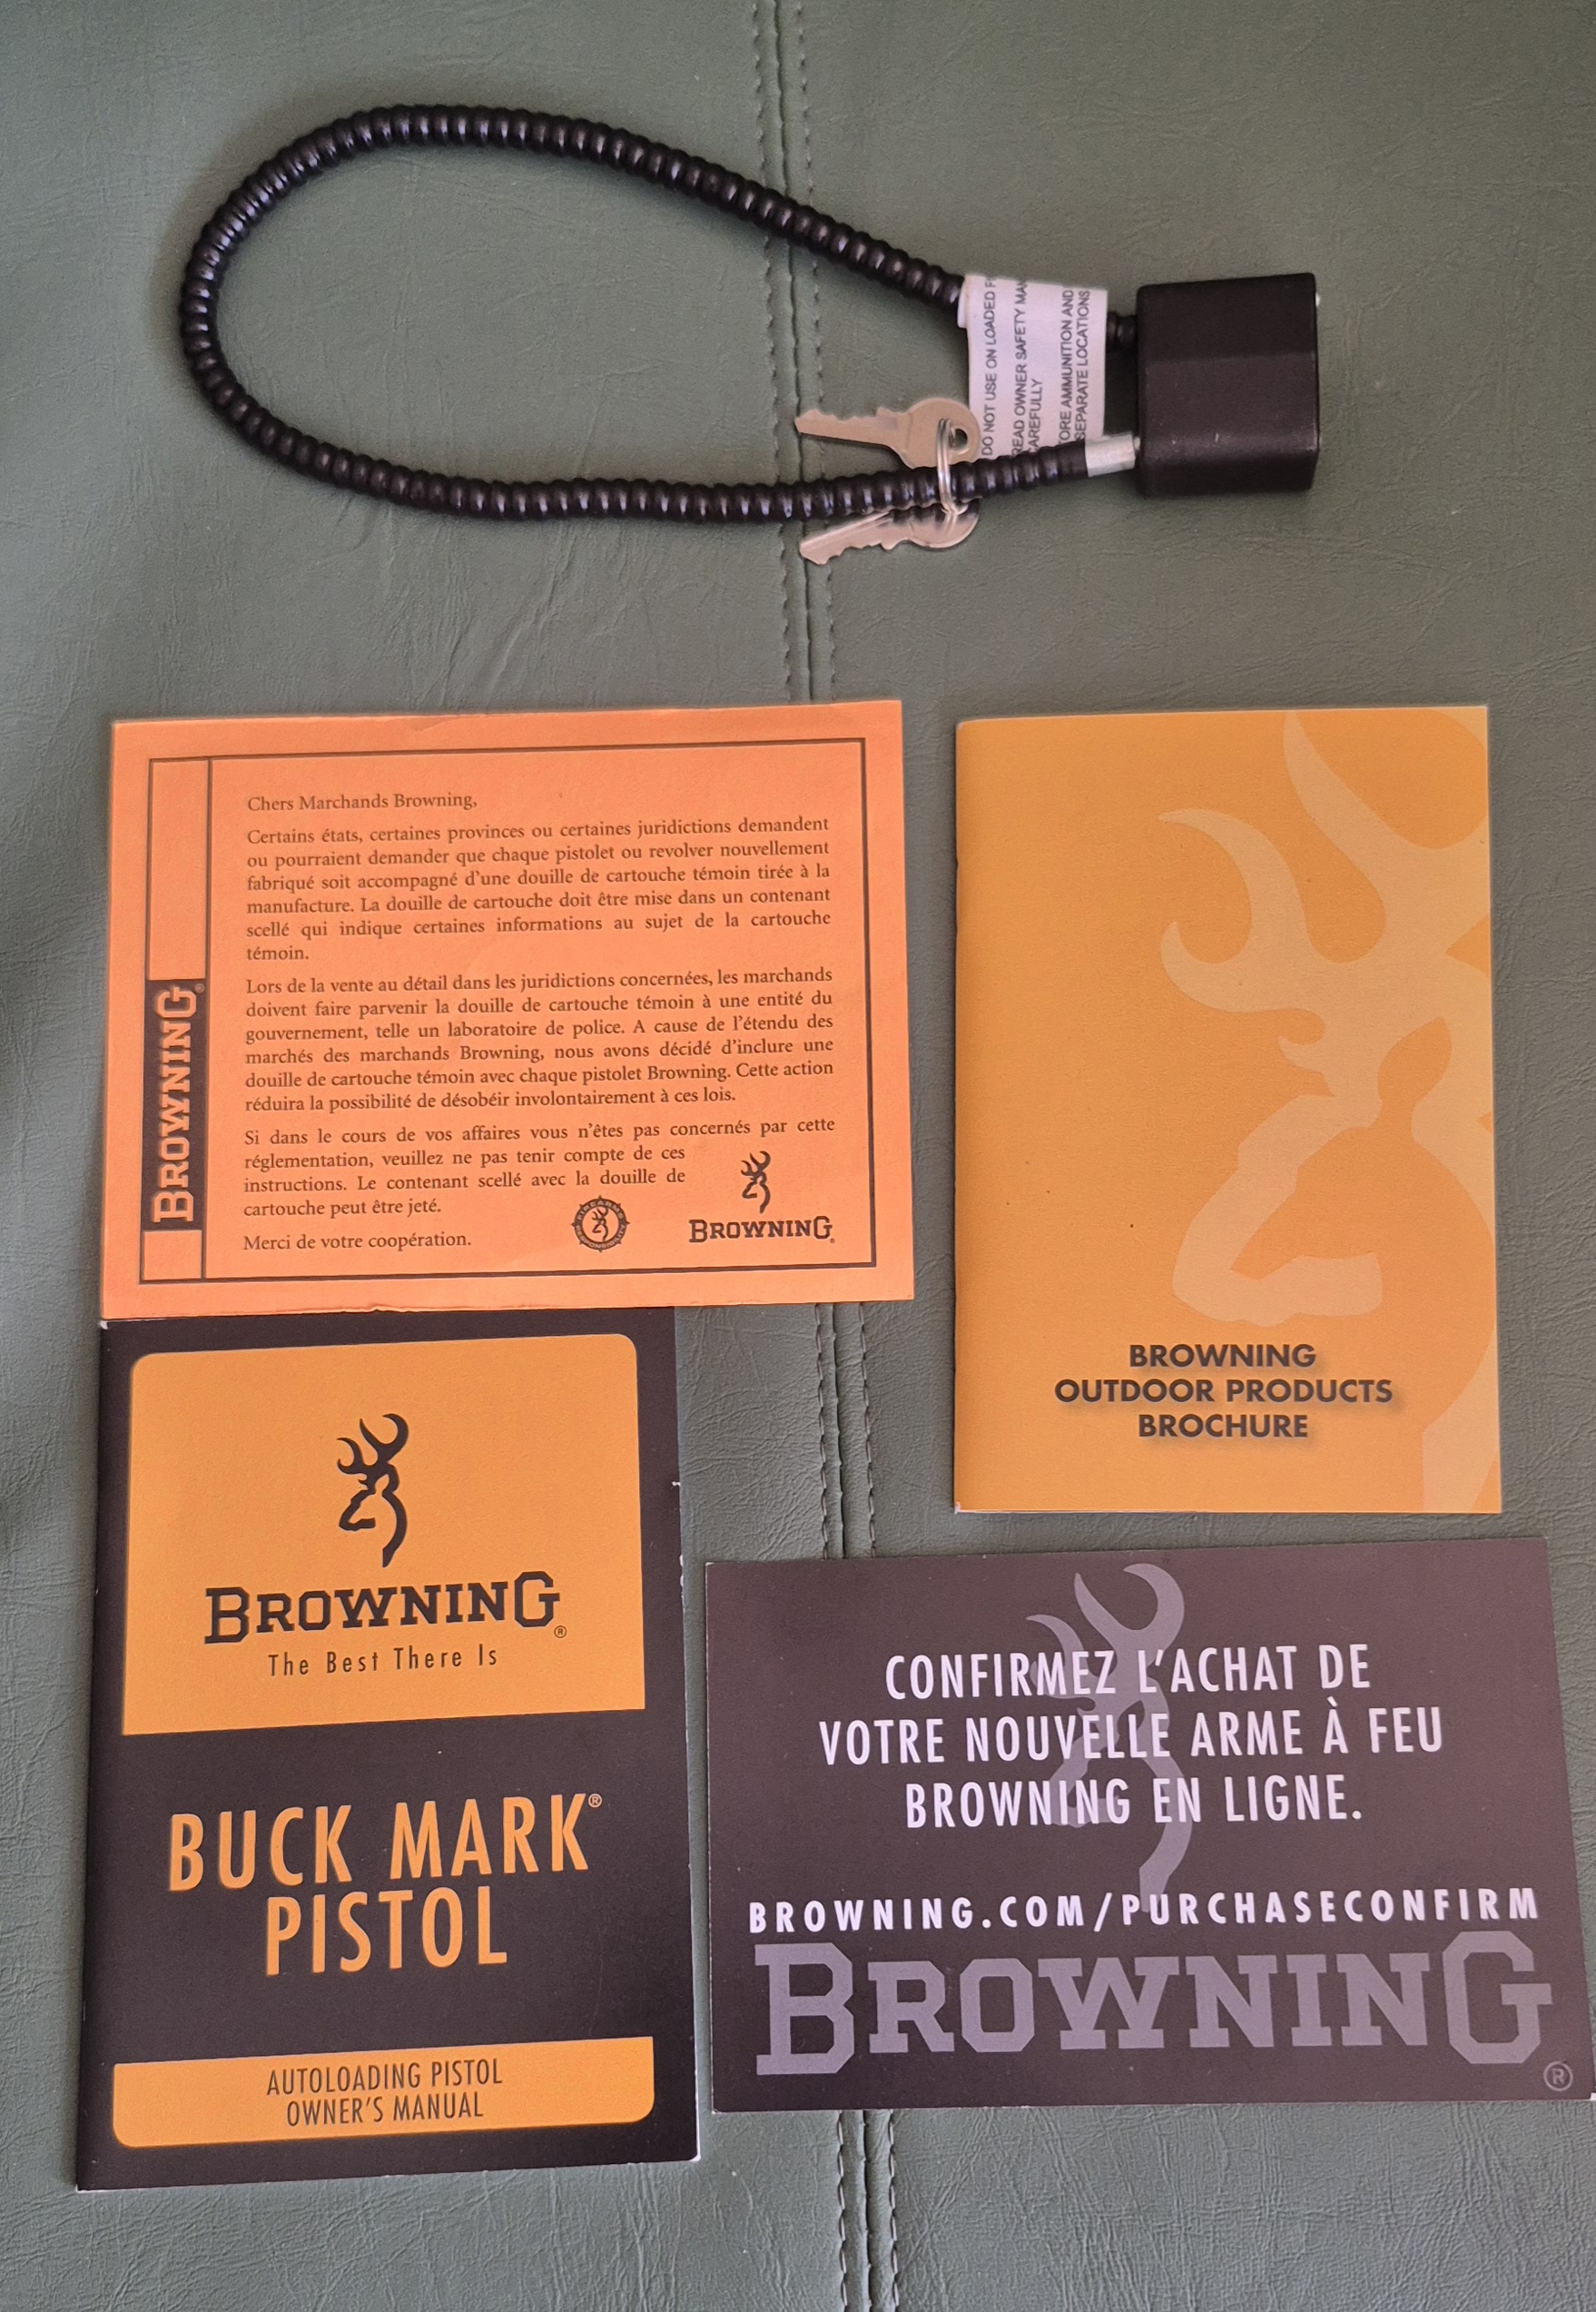 DO NOT USE ON LOADED
READ OWNER SAFETY
CAREFULLY
AMMUNITION AND
SEPARATE LOCATIONS
BROWNING®
Chers Marchands Browning,
Certains états, certaines provinces ou certaines juridictions demandent
ou pourraient demander que chaque pistolet ou revolver nouvellement
fabriqué soit accompagné d'une douille de cartouche témoin tirée à la
manufacture. La douille de cartouche doit être mise dans un contenant
scellé qui indique certaines informations au sujet de la cartouche
témoin.
Lors de la vente au détail dans les juridictions concernées, les marchands
doivent faire parvenir la douille de cartouche témoin à une entité du
gouvernement, telle un laboratoire de police. A cause de l'étendu des
marchés des marchands Browning, nous avons décidé d'inclure une
douille de cartouche témoin avec chaque pistolet Browning. Cette action
réduira la possibilité de désobéir involontairement à ces lois.
Si dans le cours de vos affaires vous n'êtes pas concernés par cette
réglementation, veuillez ne pas tenir compte de ces
instructions. Le contenant scellé avec la douille de
cartouche peut être jeté.
Merci de votre coopération.
BROWNING®
BROWNING
OUTDOOR PRODUCTS
BROCHURE
BROWNING®
The Best There Is
BUCK MARK®
PISTOL
AUTOLOADING PISTOL
OWNER'S MANUAL
CONFIRMEZ L'ACHAT DE
VOTRE NOUVELLE ARME À FEU
BROWNING EN LIGNE.
BROWNING.COM/PURCHASECONFIRM
BROWNING®